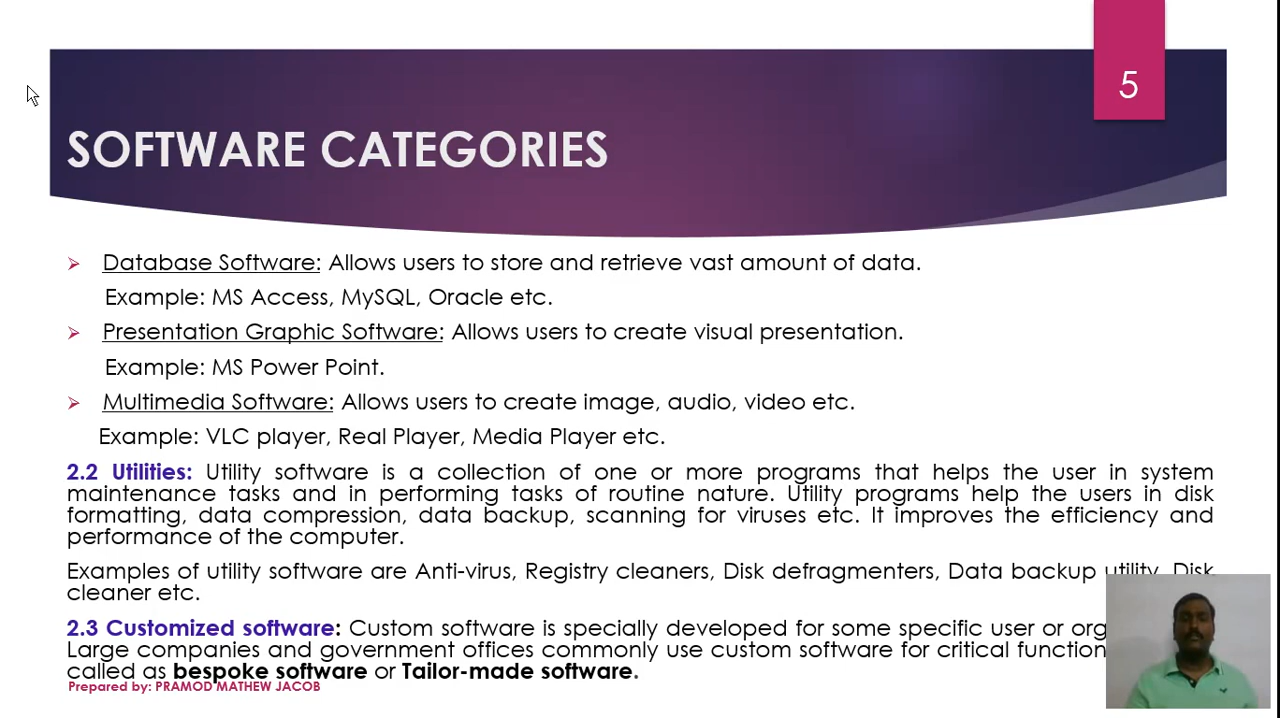 5
SOFTWARE CATEGORIES
Database Software: Allows users to store and retrieve vast amount of data.
Example: MS Access, MySQL, Oracle etc.
Presentation Graphic Software: Allows users to create visual presentation.
Example: MS Power Point.
Multimedia Software: Allows users to create image, audio, video etc.
Example: VLC player, Real Player, Media Player etc.
2.2 Utilities: Utility software is a collection of one or more programs that helps the user in system
maintenance tasks and in performing tasks of routine nature. Utility programs help the users in disk
formatting, data compression, data backup, scanning for viruses etc. It improves the efficiency and
performance of the computer.
Examples of utility software are Anti-virus, Registry cleaners, Disk defragmenters, Data backup utility, Disk
cleaner etc.
2.3 Customized software: Custom software is specially developed for some specific user or
Large companies and government offices commonly use custom software for critical
called as bespoke software or Tailor-made software.
Prepared by: PRAMOD MATHEW JACOB